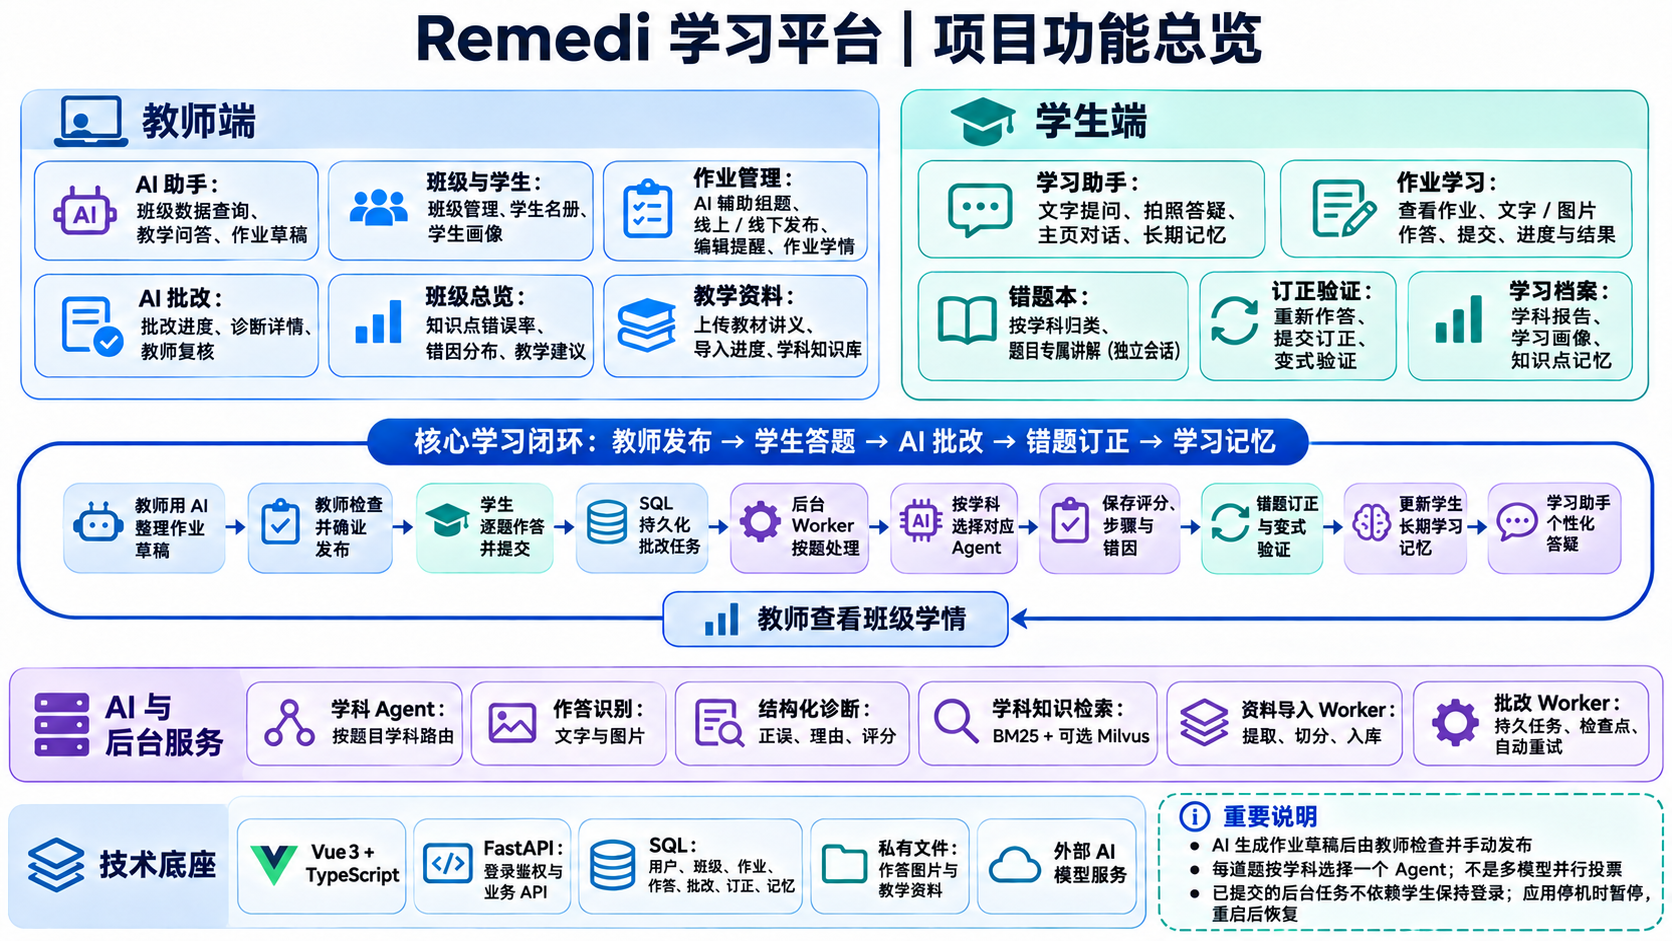 Remedi 学习平台 | 项目功能总览
教师端
AI 助手：
班级数据查询、
教学问答、作业草稿
班级与学生：
班级管理、学生名册、
学生画像
作业管理：
AI 辅助组题、
线上 / 线下发布、
编辑提醒、作业学情
AI 批改：
批改进度、诊断详情、
教师复核
班级总览：
知识点错误率、
错因分布、教学建议
教学资料：
上传教材讲义、
导入进度、学科知识库
学生端
学习助手：
文字提问、拍照答疑、
主页对话、长期记忆
作业学习：
查看作业、文字 / 图片
作答、提交、进度与结果
错题本：
按学科归类、
题目专属讲解（独立会话）
订正验证：
重新作答、
提交订正、
变式验证
学习档案：
学科报告、
学习画像、
知识点记忆
核心学习闭环：教师发布 → 学生答题 → AI 批改 → 错题订正 → 学习记忆
教师用 AI
整理作业
草稿
教师检查
并确业
发布
学生
逐题作答
并提交
SQL
持久化
批改任务
后台
Worker
按题处理
AI
按学科
选择对应
Agent
保存评分、
步骤与
错因
错题订正
与变式
验证
更新学生
长期学习
记忆
学习助手
个性化
答疑
教师查看班级学情
AI 与
后台服务
学科 Agent：
按题目学科路由
作答识别：
文字与图片
结构化诊断：
正误、理由、评分
学科知识检索：
BM25 + 可选 Milvus
资料导入 Worker：
提取、切分、入库
批改 Worker：
持久任务、检查点、
自动重试
技术底座
Vue 3 +
TypeScript
FastAPI：
登录鉴权与
业务 API
SQL：
用户、班级、作业、
作答、批改、订正、记忆
私有文件：
作答图片与
教学资料
外部 AI
模型服务
重要说明
● AI 生成作业草稿后由教师检查并手动发布
● 每道题按学科选择一个 Agent；不是多模型并行投票
● 已提交的后台任务不依赖学生保持登录；应用停机时暂停，
重启后恢复